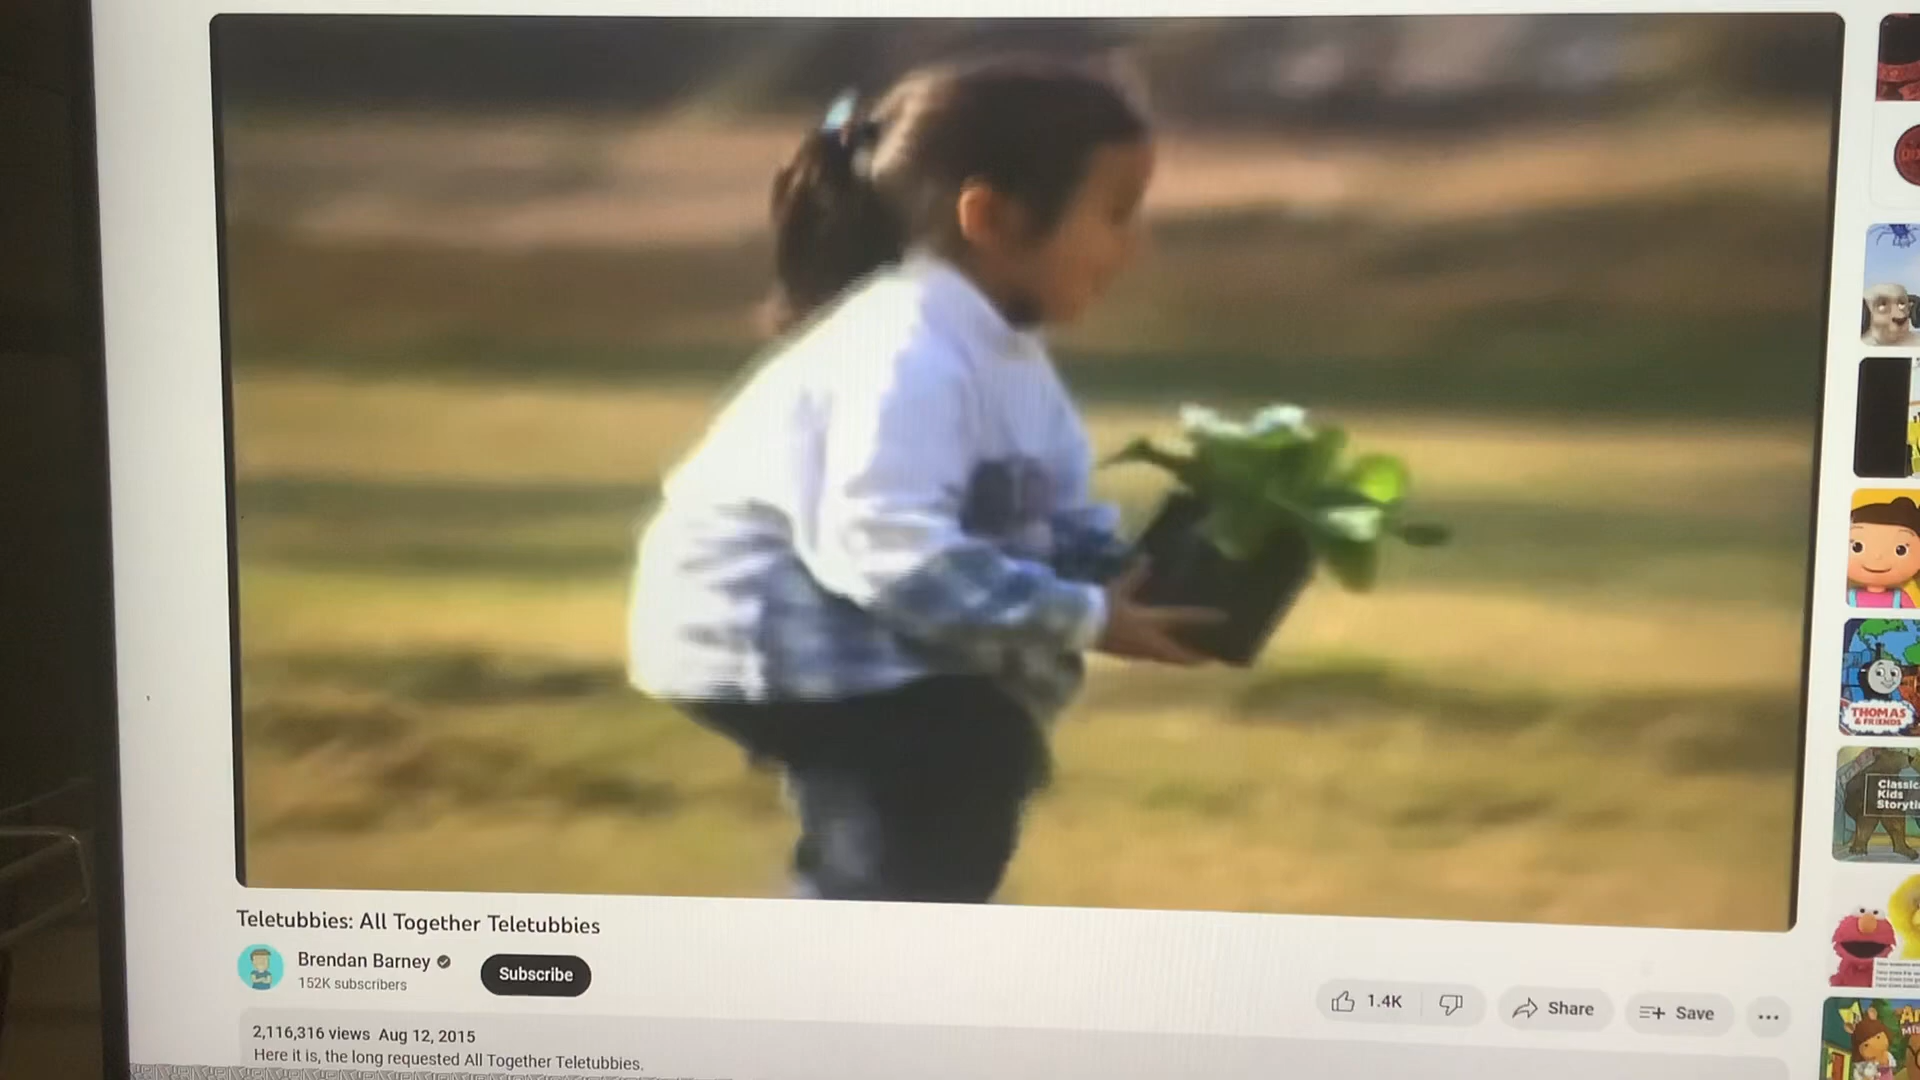 Teletubbies: All Together Teletubbies
Brendan Barney
152K subscribers
Subscribe
1.4K
Share
Save
2,116,316 views Aug 12, 2015
Here it is, the long requested All Together Teletubbies.
THOMAS
& FRIENDS
Classic
Kids